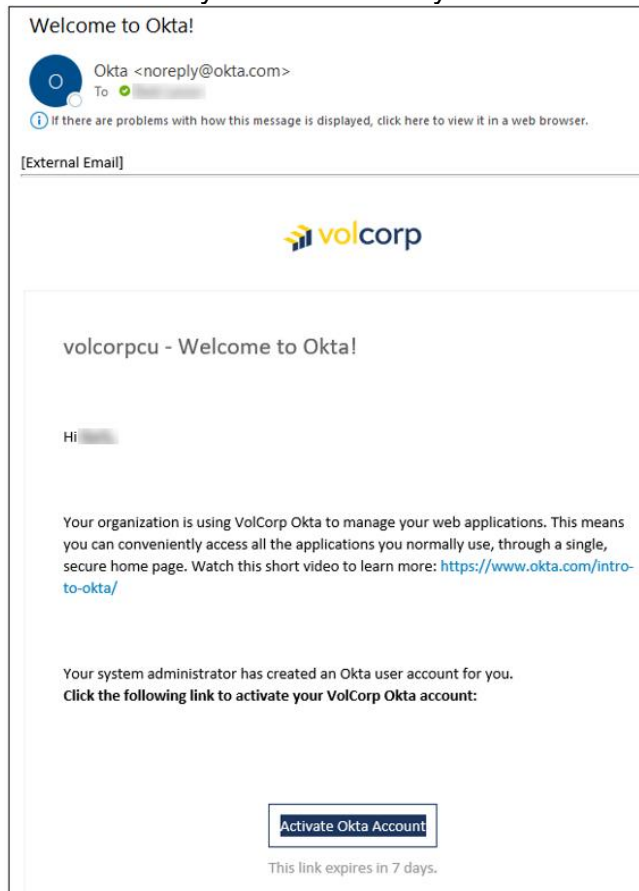 Welcome to Okta!
O
Okta <noreply@okta.com>
To
If there are problems with how this message is displayed, click here to view it in a web browser.
[External Email]
volcorp
volcorpcu - Welcome to Okta!
Hi
Your organization is using VolCorp Okta to manage your web applications. This means
you can conveniently access all the applications you normally use, through a single,
secure home page. Watch this short video to learn more: https://www.okta.com/intro-
to-okta/
Your system administrator has created an Okta user account for you.
Click the following link to activate your VolCorp Okta account:
Activate Okta Account
This link expires in 7 days.